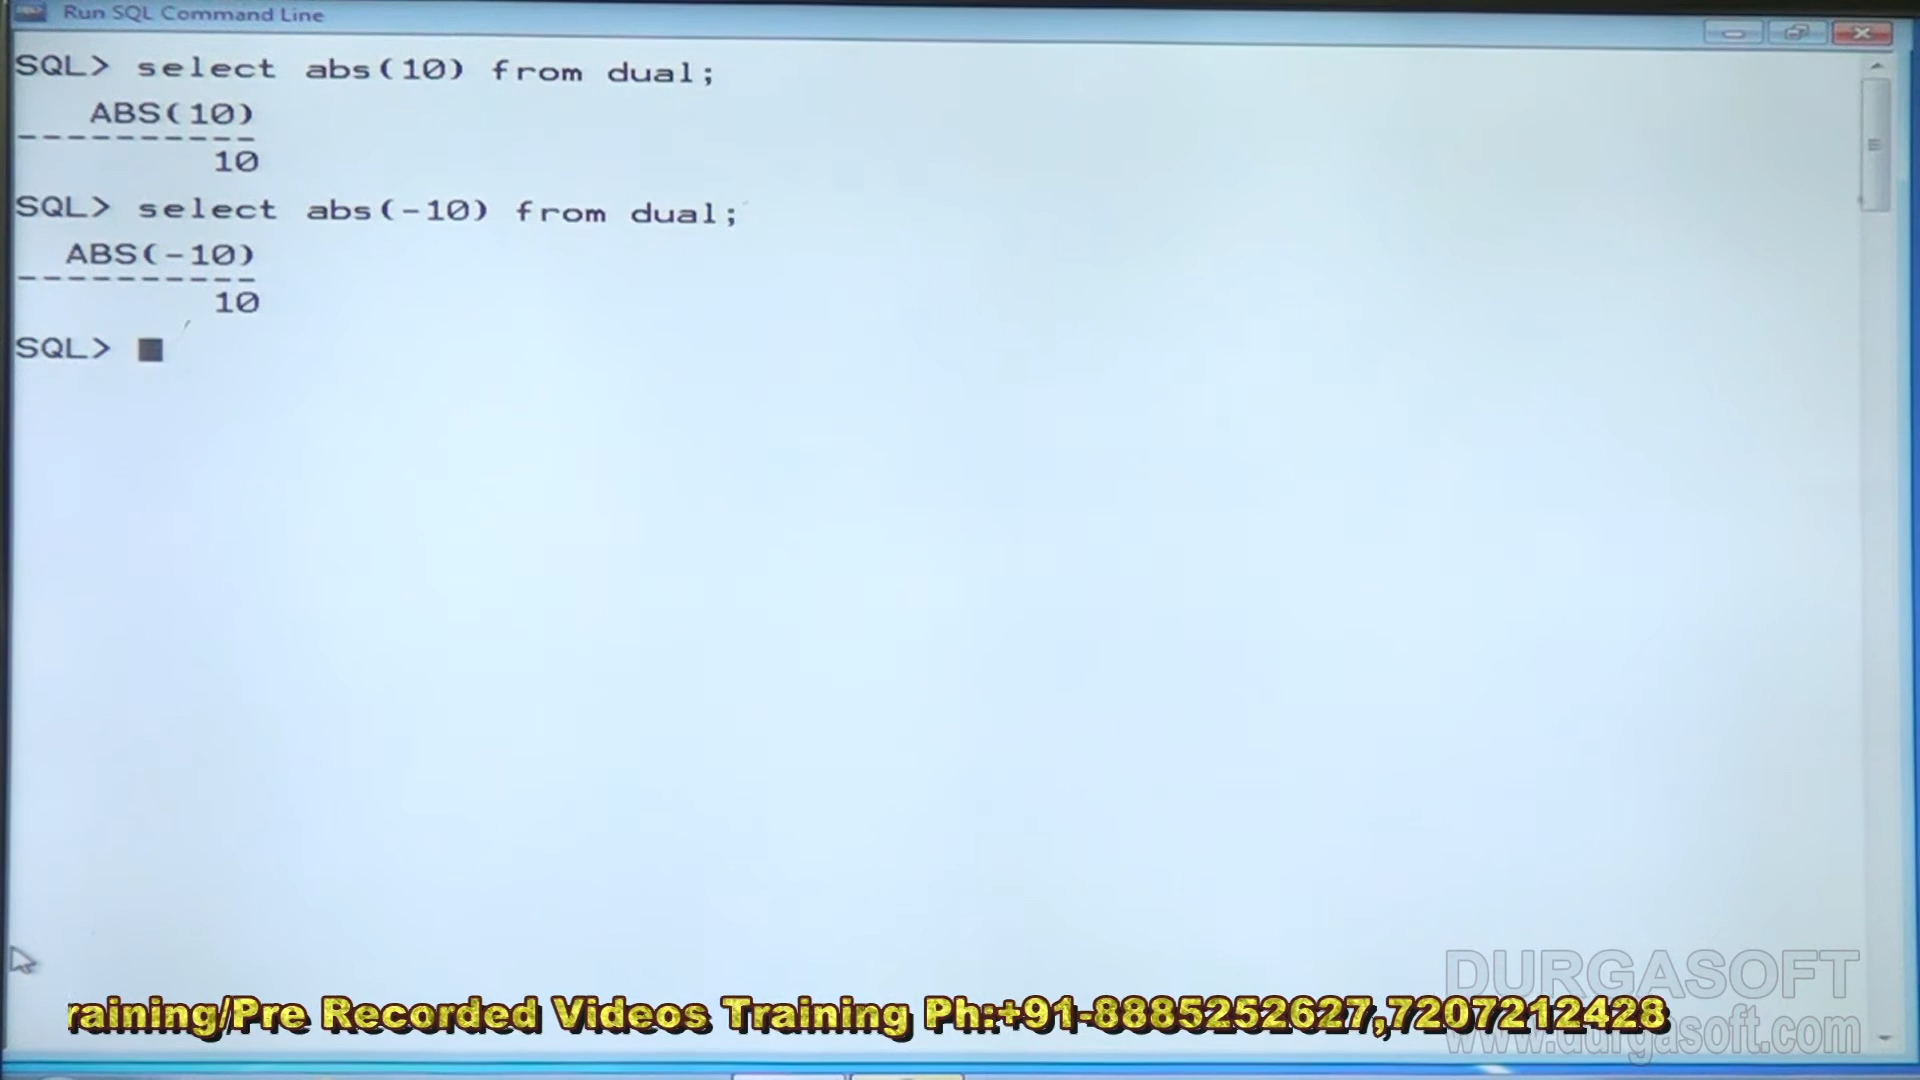 Run SQL Command Line
SQL> select abs(10) from dual;
ABS(10)
----------
10
SQL> select abs(-10) from dual;
ABS(-10)
----------
10
SQL>
DURGASOFT
raining/Pre Recorded Videos Training Ph:+91-8885252627,7207212428
www.durgasoft.com